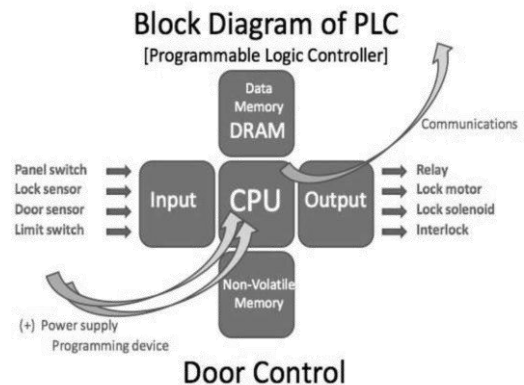 Block Diagram of PLC
[Programmable Logic Controller]
Data
Memory
DRAM
Communications
Panel switch
Lock sensor
Door sensor
Limit switch
Input
CPU
Output
Relay
Lock motor
Lock solenoid
Interlock
Non-Volatile
Memory
(+) Power supply
Programming device
Door Control